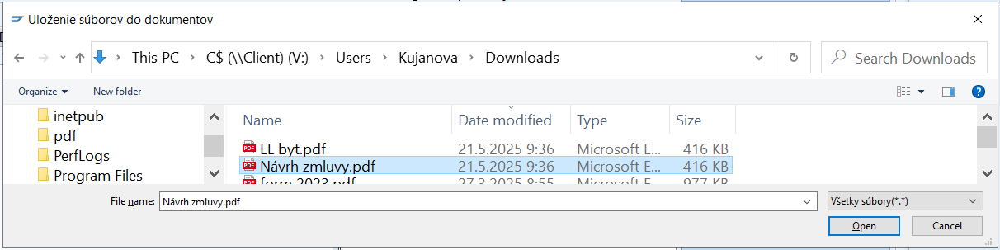 Uloženie súborov do dokumentov
This PC > C$ (\\Client) (V:) > Users > Kujanova > Downloads
Search Downloads
Organize New folder
inetpub
pdf
PerfLogs
Program Files
Name Date modified Type Size
EL byt.pdf 21.5.2025 9:36 Microsoft E... 416 KB
Návrh zmluvy.pdf 21.5.2025 9:36 Microsoft E... 416 KB
form 2023.pdf 27.3.2025 8:55 Microsoft E... 977 KB
File name: Návrh zmluvy.pdf Všetky súbory(*.*)
Open Cancel